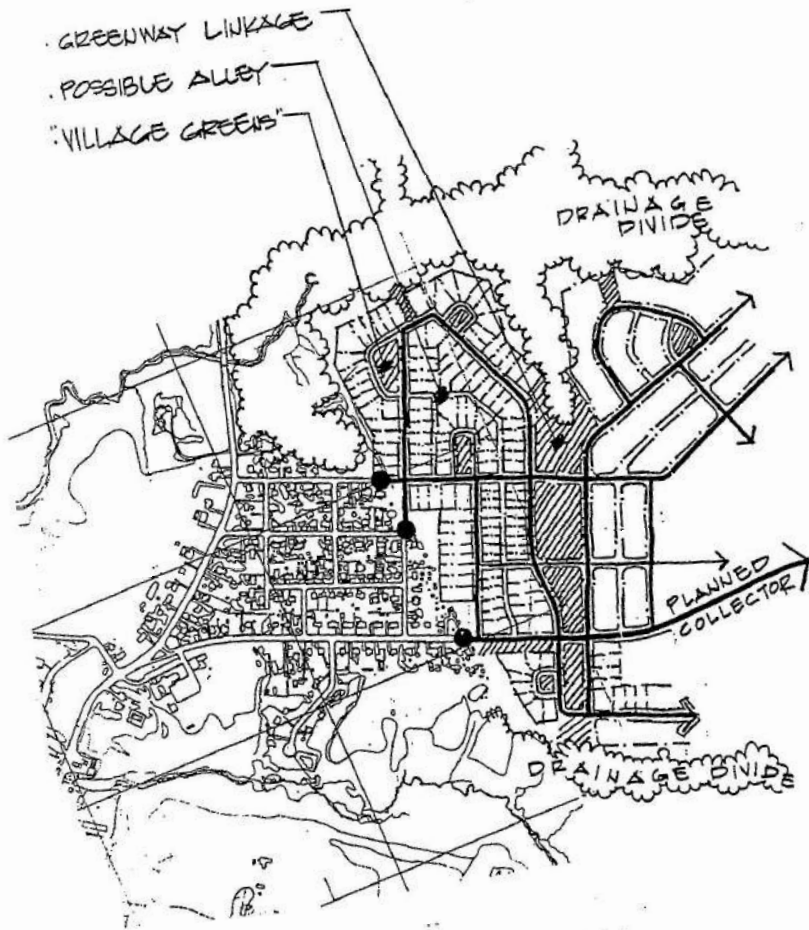 . GREENWAY LINKAGE
. POSSIBLE ALLEY
. "VILLAGE GREENS"
DRAINAGE
DIVIDE
PLANNED
COLLECTOR
DRAINAGE DIVIDE